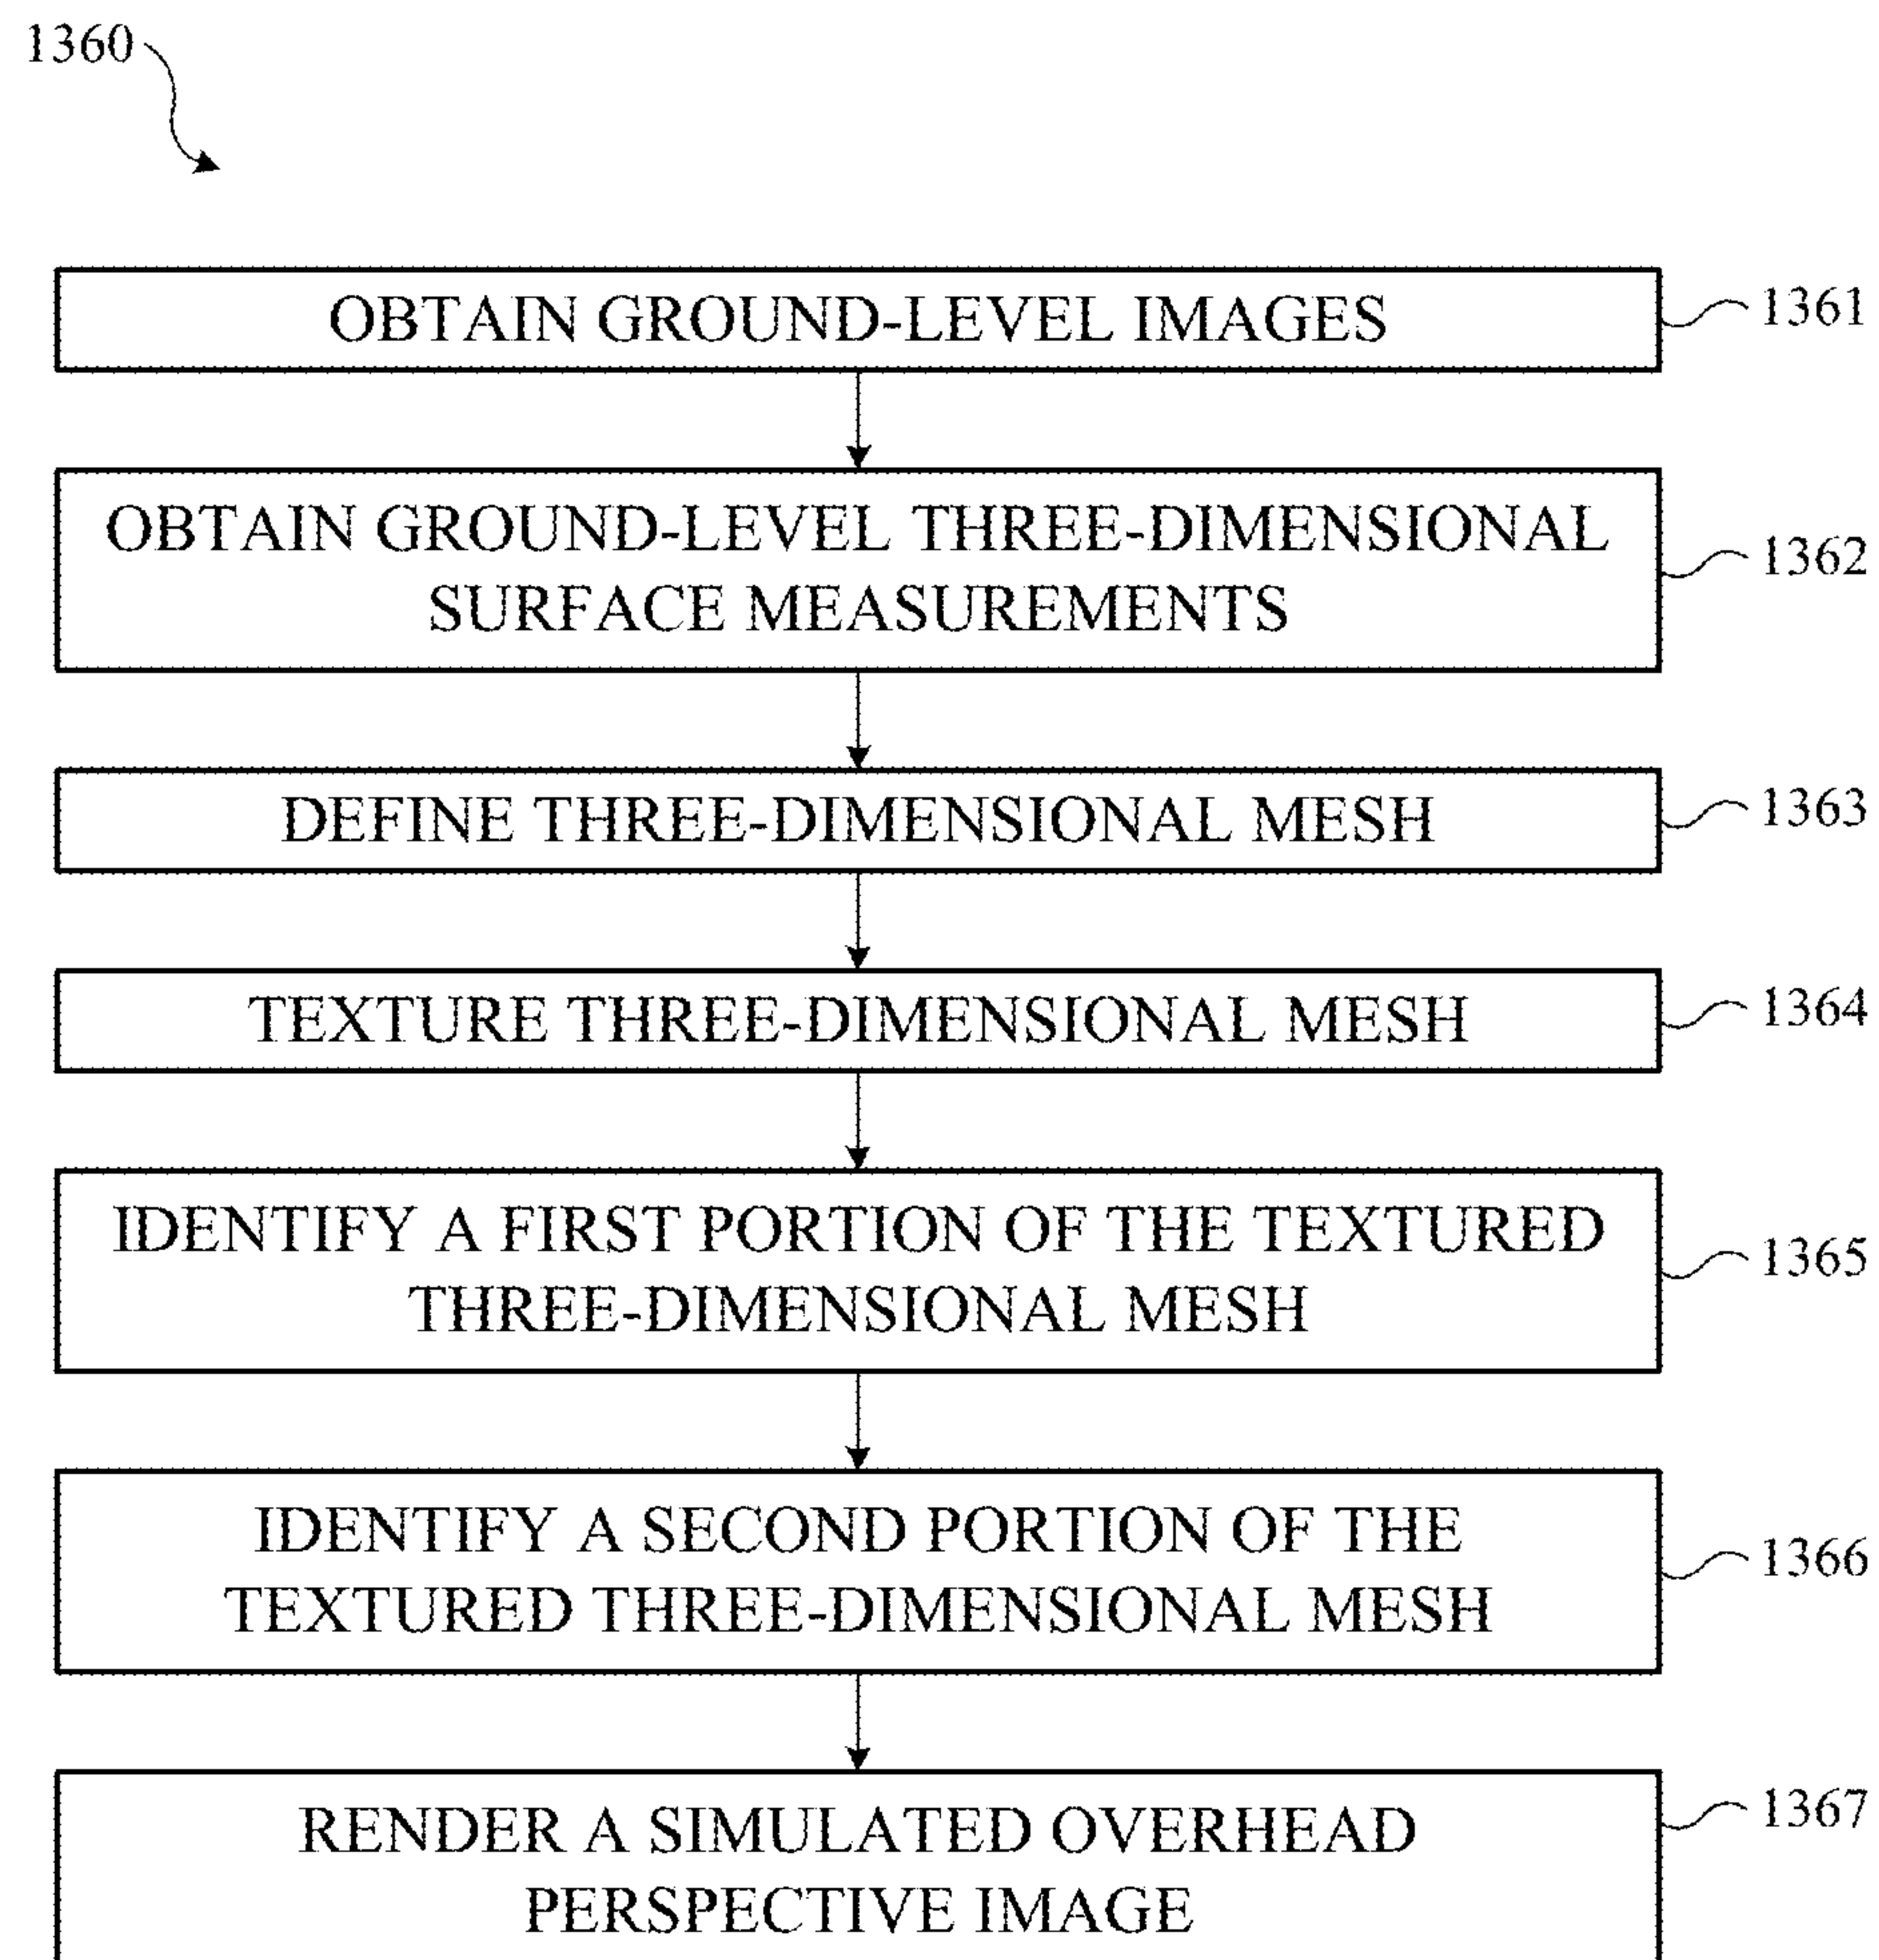 1360
OBTAIN GROUND-LEVEL IMAGES
1361
OBTAIN GROUND-LEVEL THREE-DIMENSIONAL
SURFACE MEASUREMENTS
1362
DEFINE THREE-DIMENSIONAL MESH
1363
TEXTURE THREE-DIMENSIONAL MESH
1364
IDENTIFY A FIRST PORTION OF THE TEXTURED
THREE-DIMENSIONAL MESH
1365
IDENTIFY A SECOND PORTION OF THE
TEXTURED THREE-DIMENSIONAL MESH
1366
RENDER A SIMULATED OVERHEAD
PERSPECTIVE IMAGE
1367